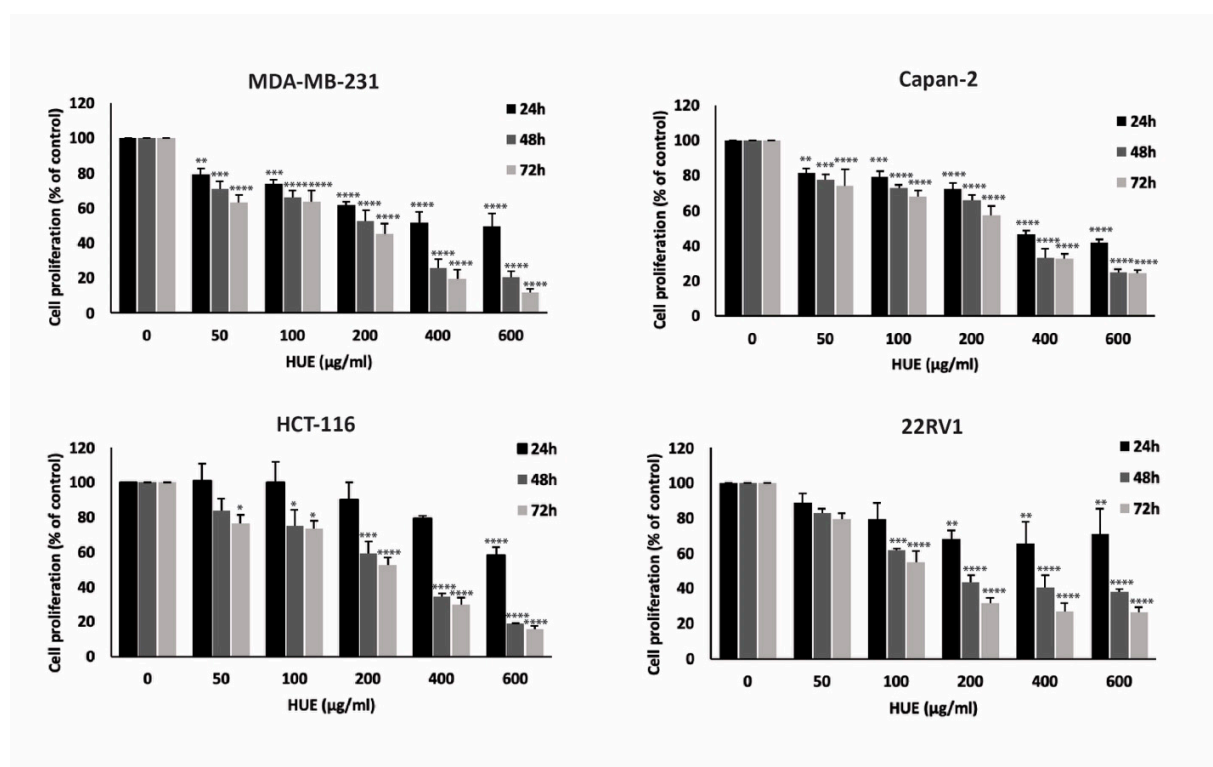 MDA-MB-231
Cell proliferation (% of control)
120
100
80
60
40
20
0
** *** ****
*** **** ****
**** **** ****
**** **** ****
**** **** ****
24h
48h
72h
0 50 100 200 400 600
HUE (µg/ml)
Capan-2
Cell proliferation (% of control)
120
100
80
60
40
20
0
** *** ****
*** **** ****
**** **** ****
**** **** ****
**** **** ****
24h
48h
72h
0 50 100 200 400 600
HUE (µg/ml)
HCT-116
Cell proliferation (% of control)
120
100
80
60
40
20
0
*
* *
*** ****
**** ****
**** **** ****
24h
48h
72h
0 50 100 200 400 600
HUE (µg/ml)
22RV1
Cell proliferation (% of control)
120
100
80
60
40
20
0
*** ****
** **** ****
** **** ****
** **** ****
24h
48h
72h
0 50 100 200 400 600
HUE (µg/ml)